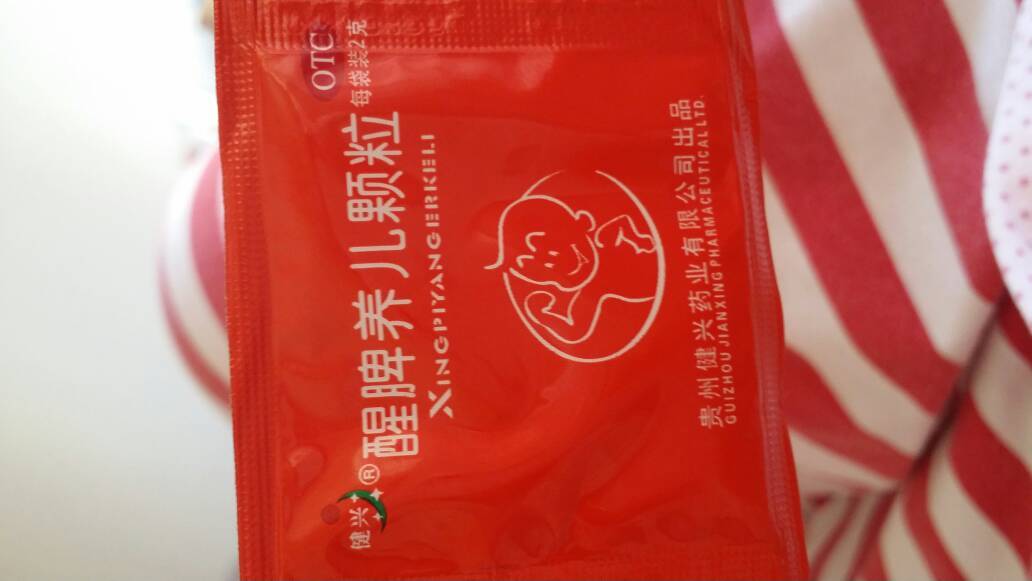 OTC
每袋装2克
健兴
醒脾养儿颗粒
®
XINGPIYANGERKELI
贵州健兴药业有限公司出品
GUIZHOU JIANXING PHARMACEUTICAL LTD.